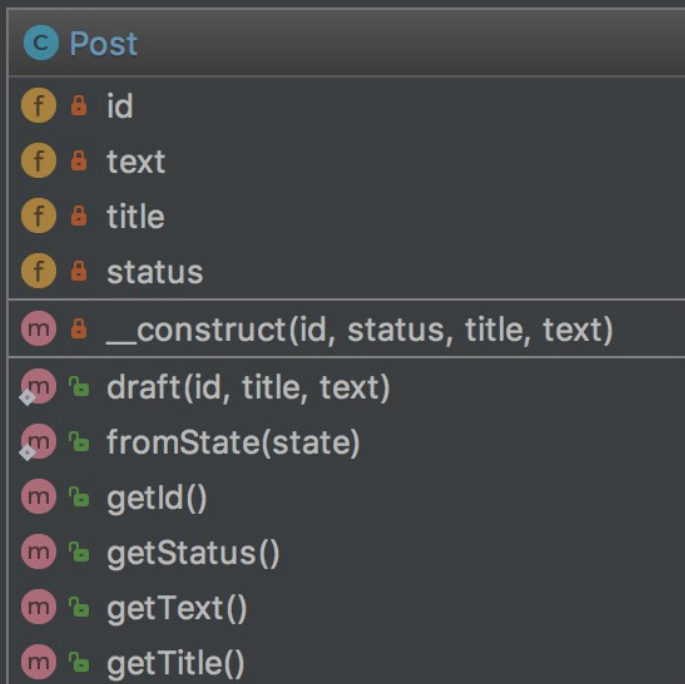 C Post
f id
f text
f title
f status
m __construct(id, status, title, text)
m draft(id, title, text)
m fromState(state)
m getId()
m getStatus()
m getText()
m getTitle()